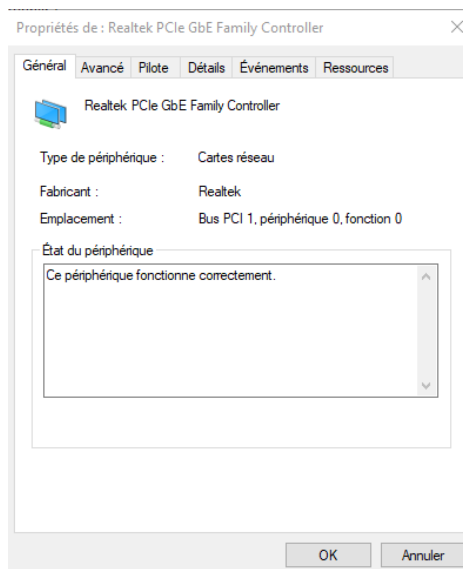 Propriétés de : Realtek PCIe GbE Family Controller
Général Avancé Pilote Détails Événements Ressources
Realtek PCIe GbE Family Controller
Type de périphérique : Cartes réseau
Fabricant : Realtek
Emplacement : Bus PCI 1, périphérique 0, fonction 0
État du périphérique
Ce périphérique fonctionne correctement.
OK Annuler